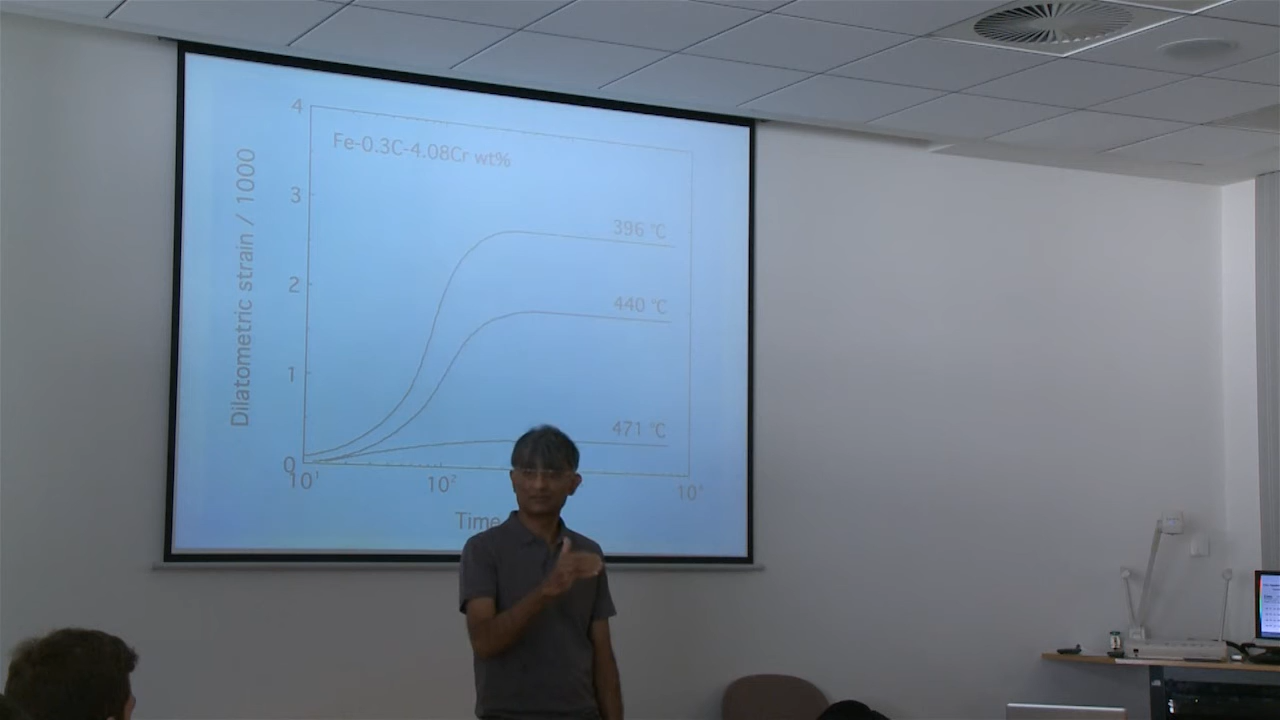 4
Fe-0.3C-4.08Cr wt%
3
396 °C
2
440 °C
1
471 °C
0
10¹
10²
10⁴
Time
Dilatometric strain / 1000